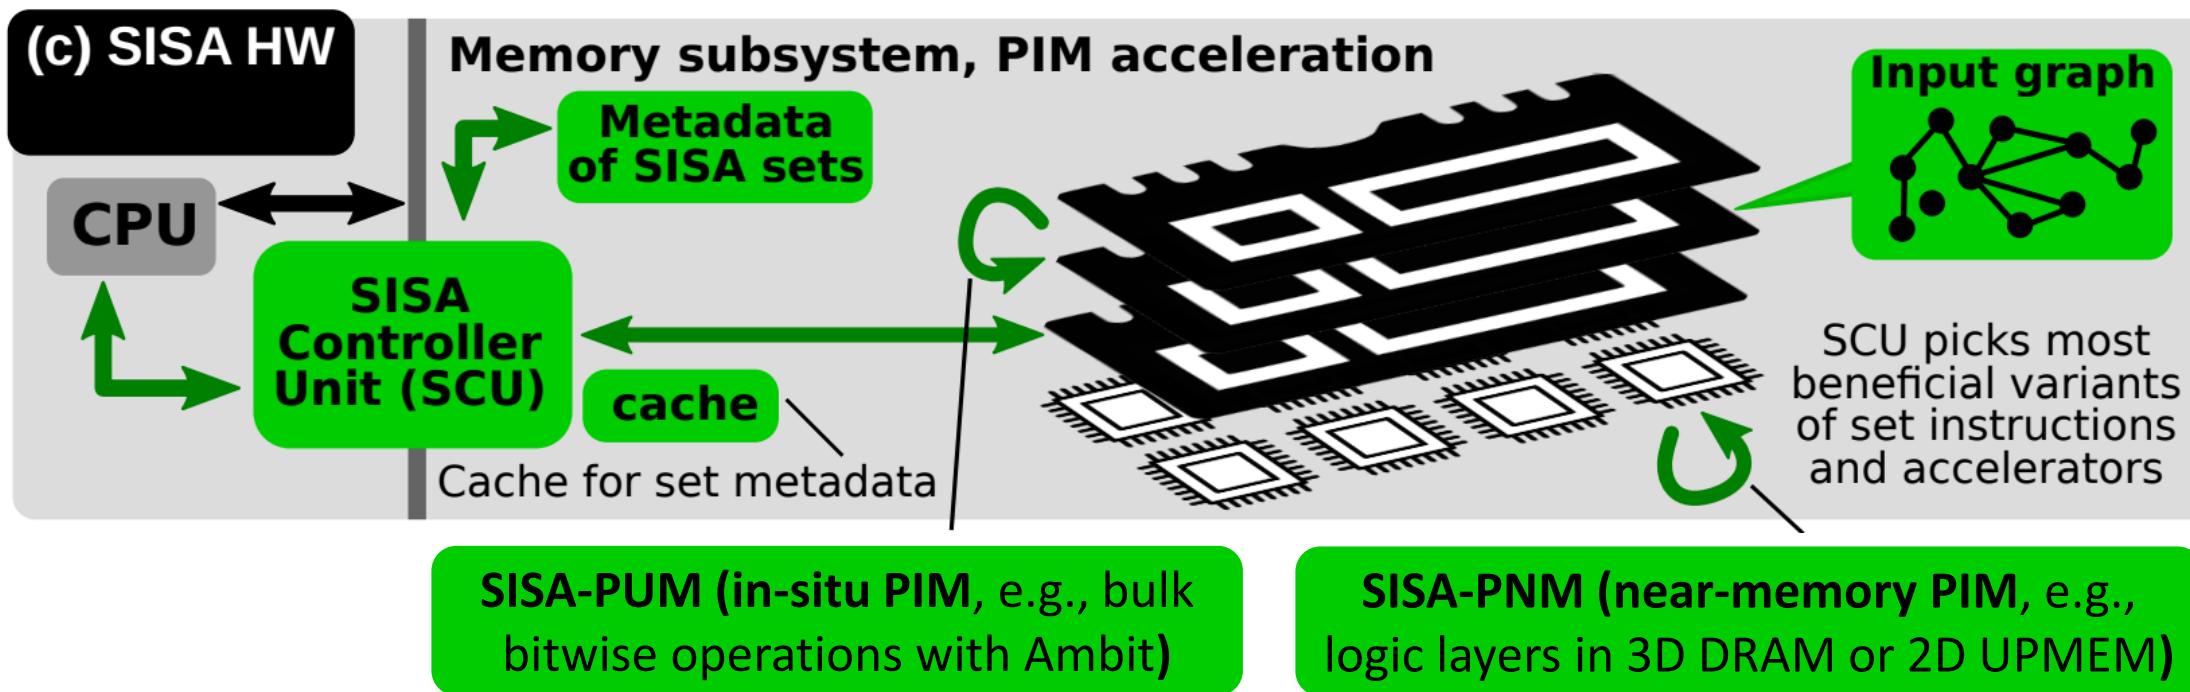 (c) SISA HW
Memory subsystem, PIM acceleration
Metadata
of SISA sets
Input graph
CPU
SISA
Controller
Unit (SCU)
cache
Cache for set metadata
SCU picks most
beneficial variants
of set instructions
and accelerators
SISA-PUM (in-situ PIM, e.g., bulk
bitwise operations with Ambit)
SISA-PNM (near-memory PIM, e.g.,
logic layers in 3D DRAM or 2D UPMEM)